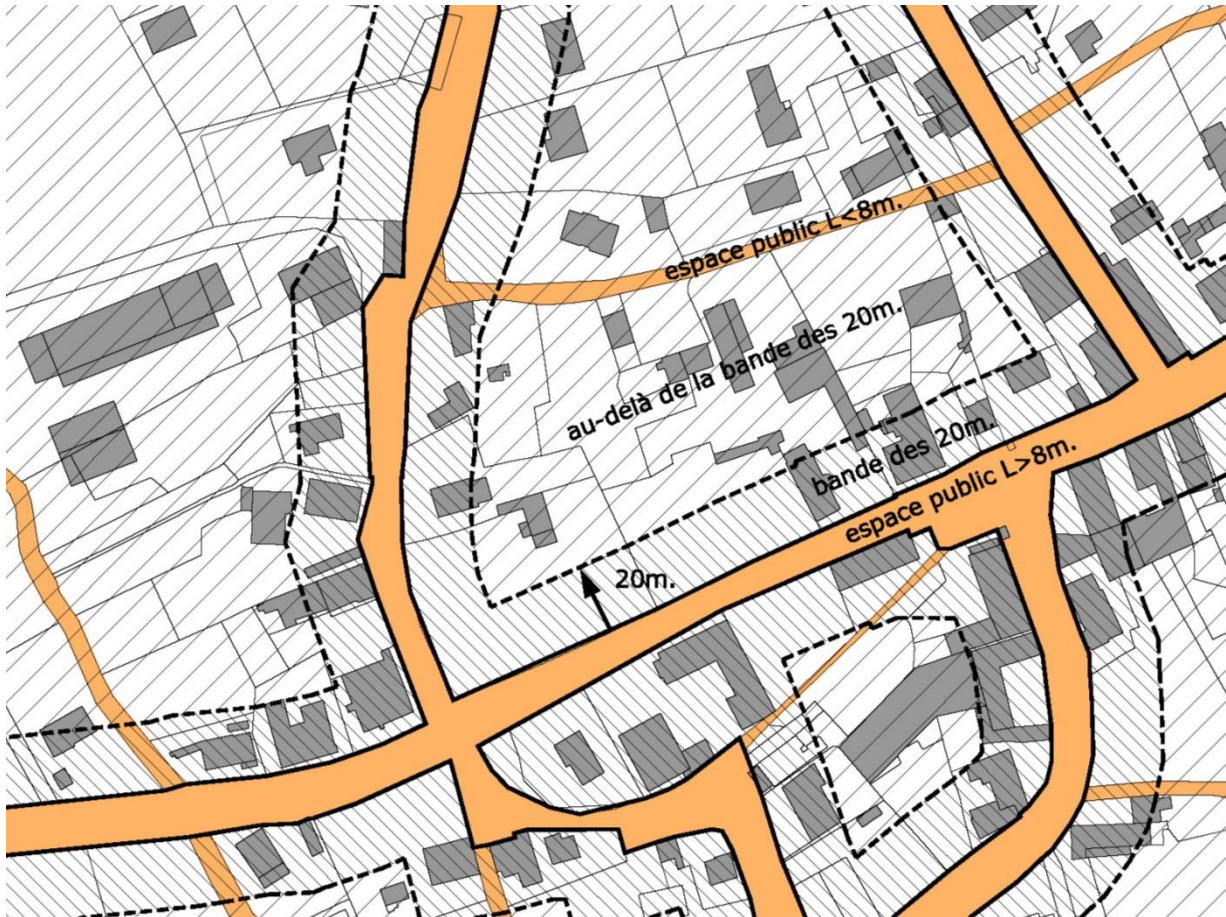 espace public L<8m.
au-delà de la bande des 20m.
bande des 20m.
espace public L>8m.
20m.